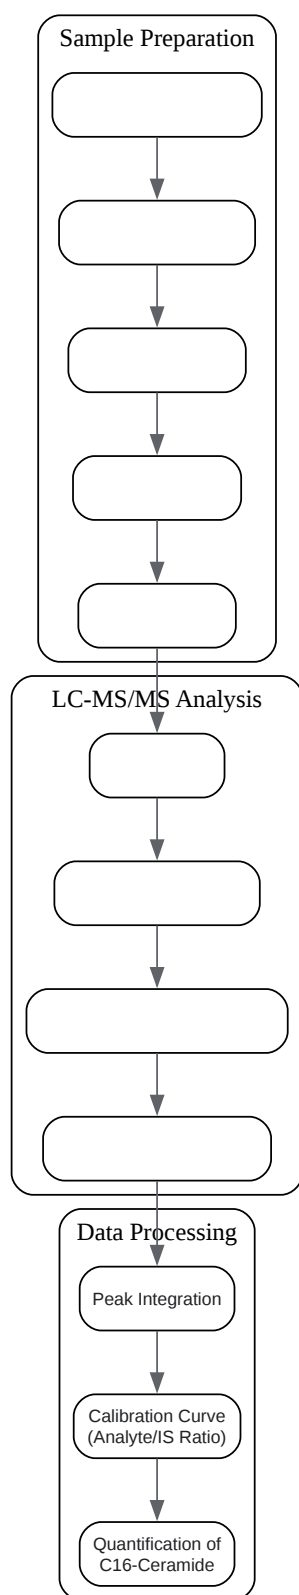 Sample Preparation
LC-MS/MS Analysis
Data Processing
Peak Integration
Calibration Curve
(Analyte/IS Ratio)
Quantification of
C16-Ceramide